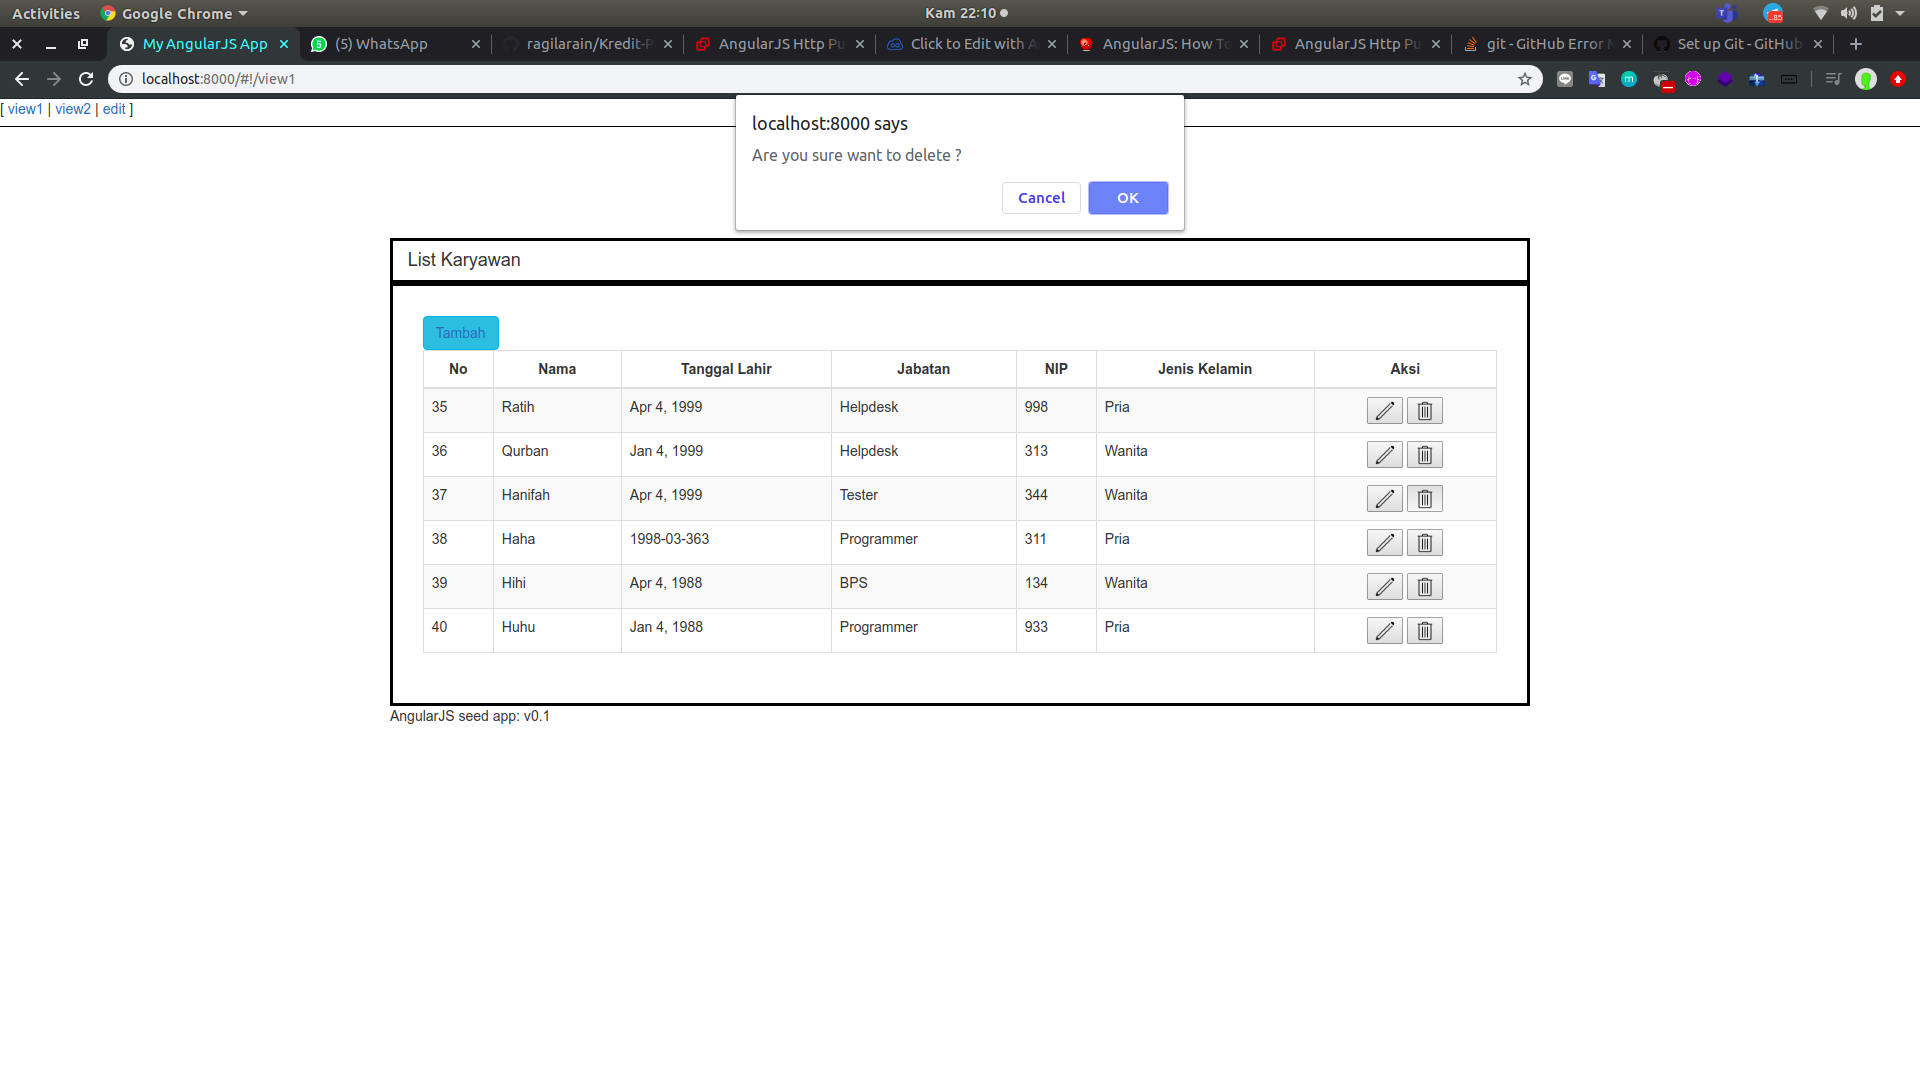 Activities Google Chrome Kam 22:10
My AngularJS App (5) WhatsApp ragilarain/Kredit-P AngularJS Http Pu Click to Edit with A AngularJS: How To AngularJS Http Pu git - GitHub Error M Set up Git - GitHub
localhost:8000/#!/view1
[ view1 | view2 | edit ]
localhost:8000 says
Are you sure want to delete ?
Cancel OK
List Karyawan
Tambah
No Nama Tanggal Lahir Jabatan NIP Jenis Kelamin Aksi
35 Ratih Apr 4, 1999 Helpdesk 998 Pria
36 Qurban Jan 4, 1999 Helpdesk 313 Wanita
37 Hanifah Apr 4, 1999 Tester 344 Wanita
38 Haha 1998-03-363 Programmer 311 Pria
39 Hihi Apr 4, 1988 BPS 134 Wanita
40 Huhu Jan 4, 1988 Programmer 933 Pria
AngularJS seed app: v0.1